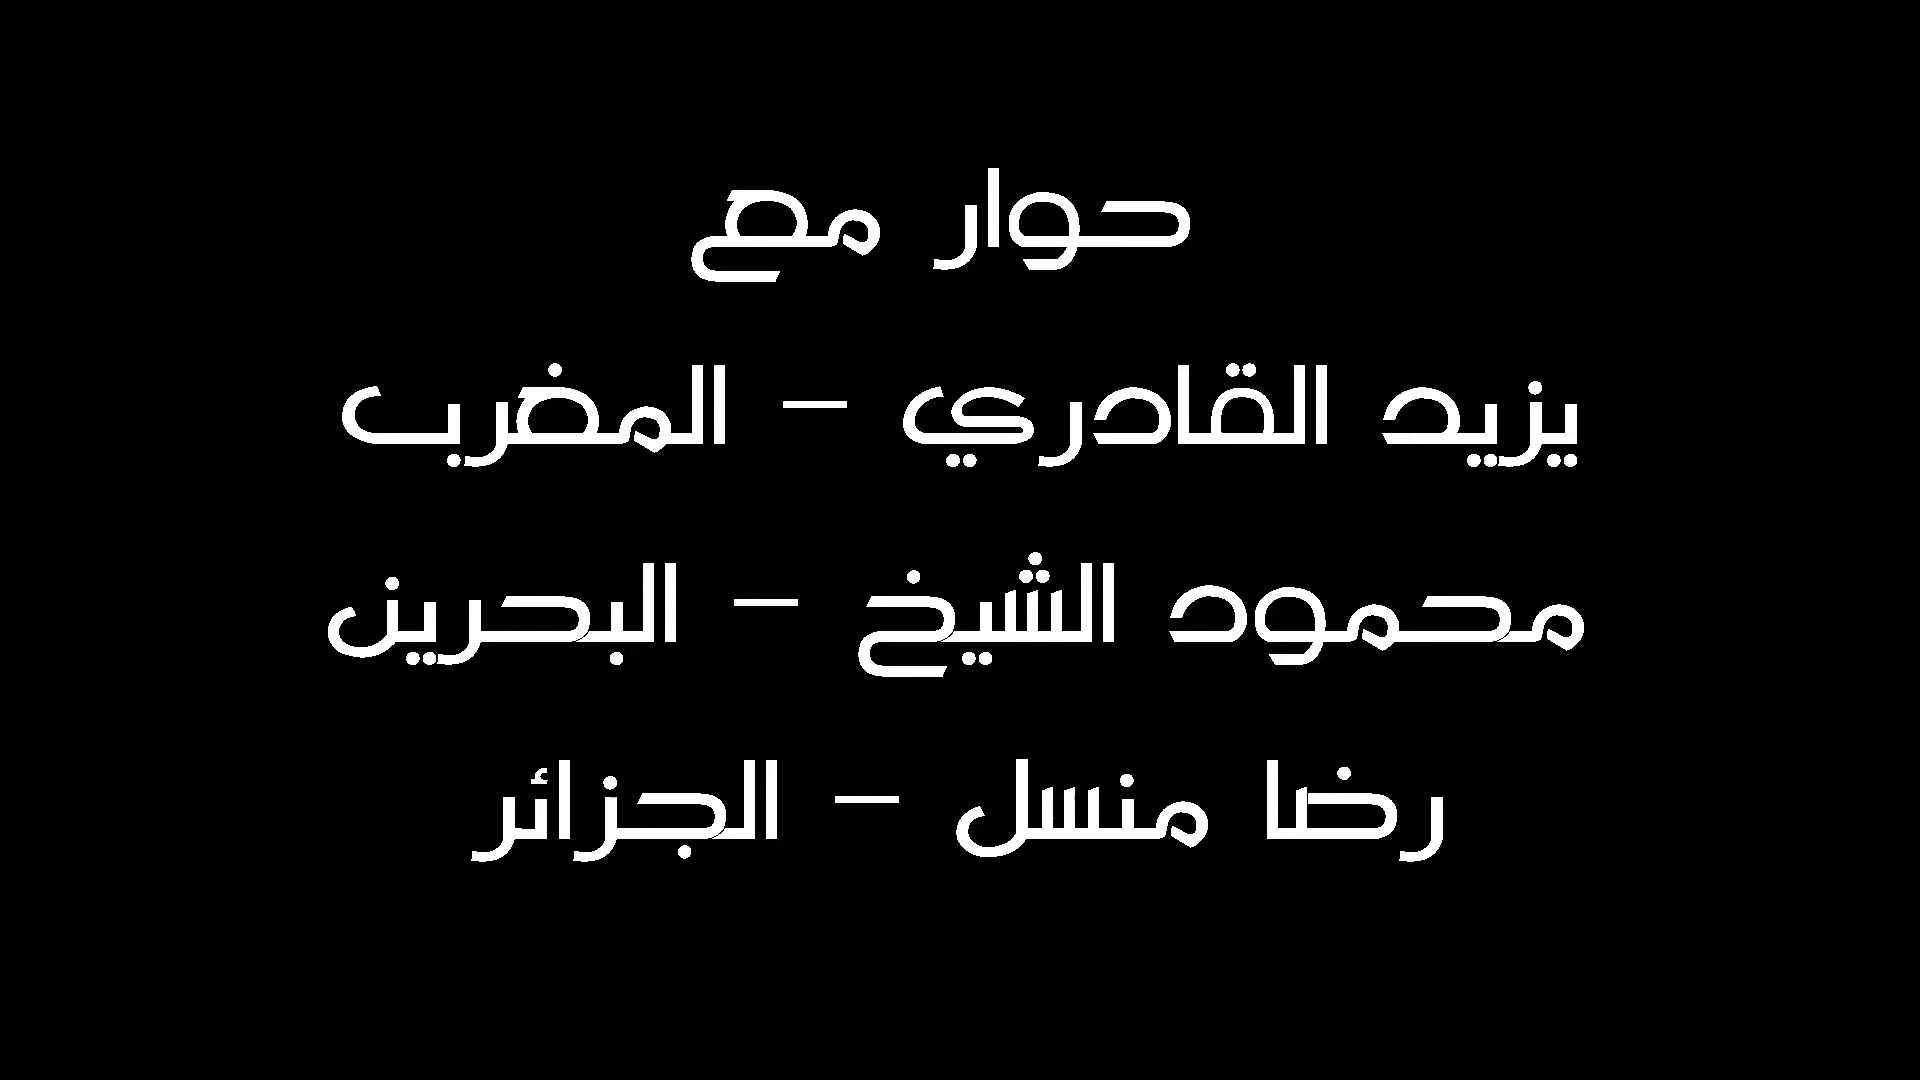 حوار مع
يزيد القادري - المغرب
محمود الشيخ - البحرين
رضا منسل - الجزائر